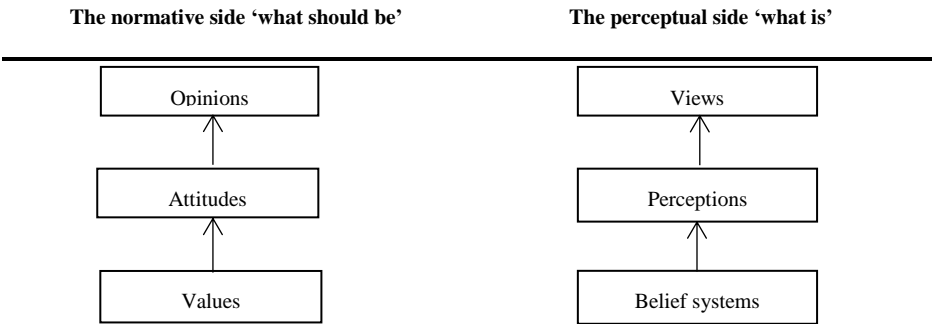 The normative side ‘what should be’
The perceptual side ‘what is’
Opinions
Views
Attitudes
Perceptions
Values
Belief systems